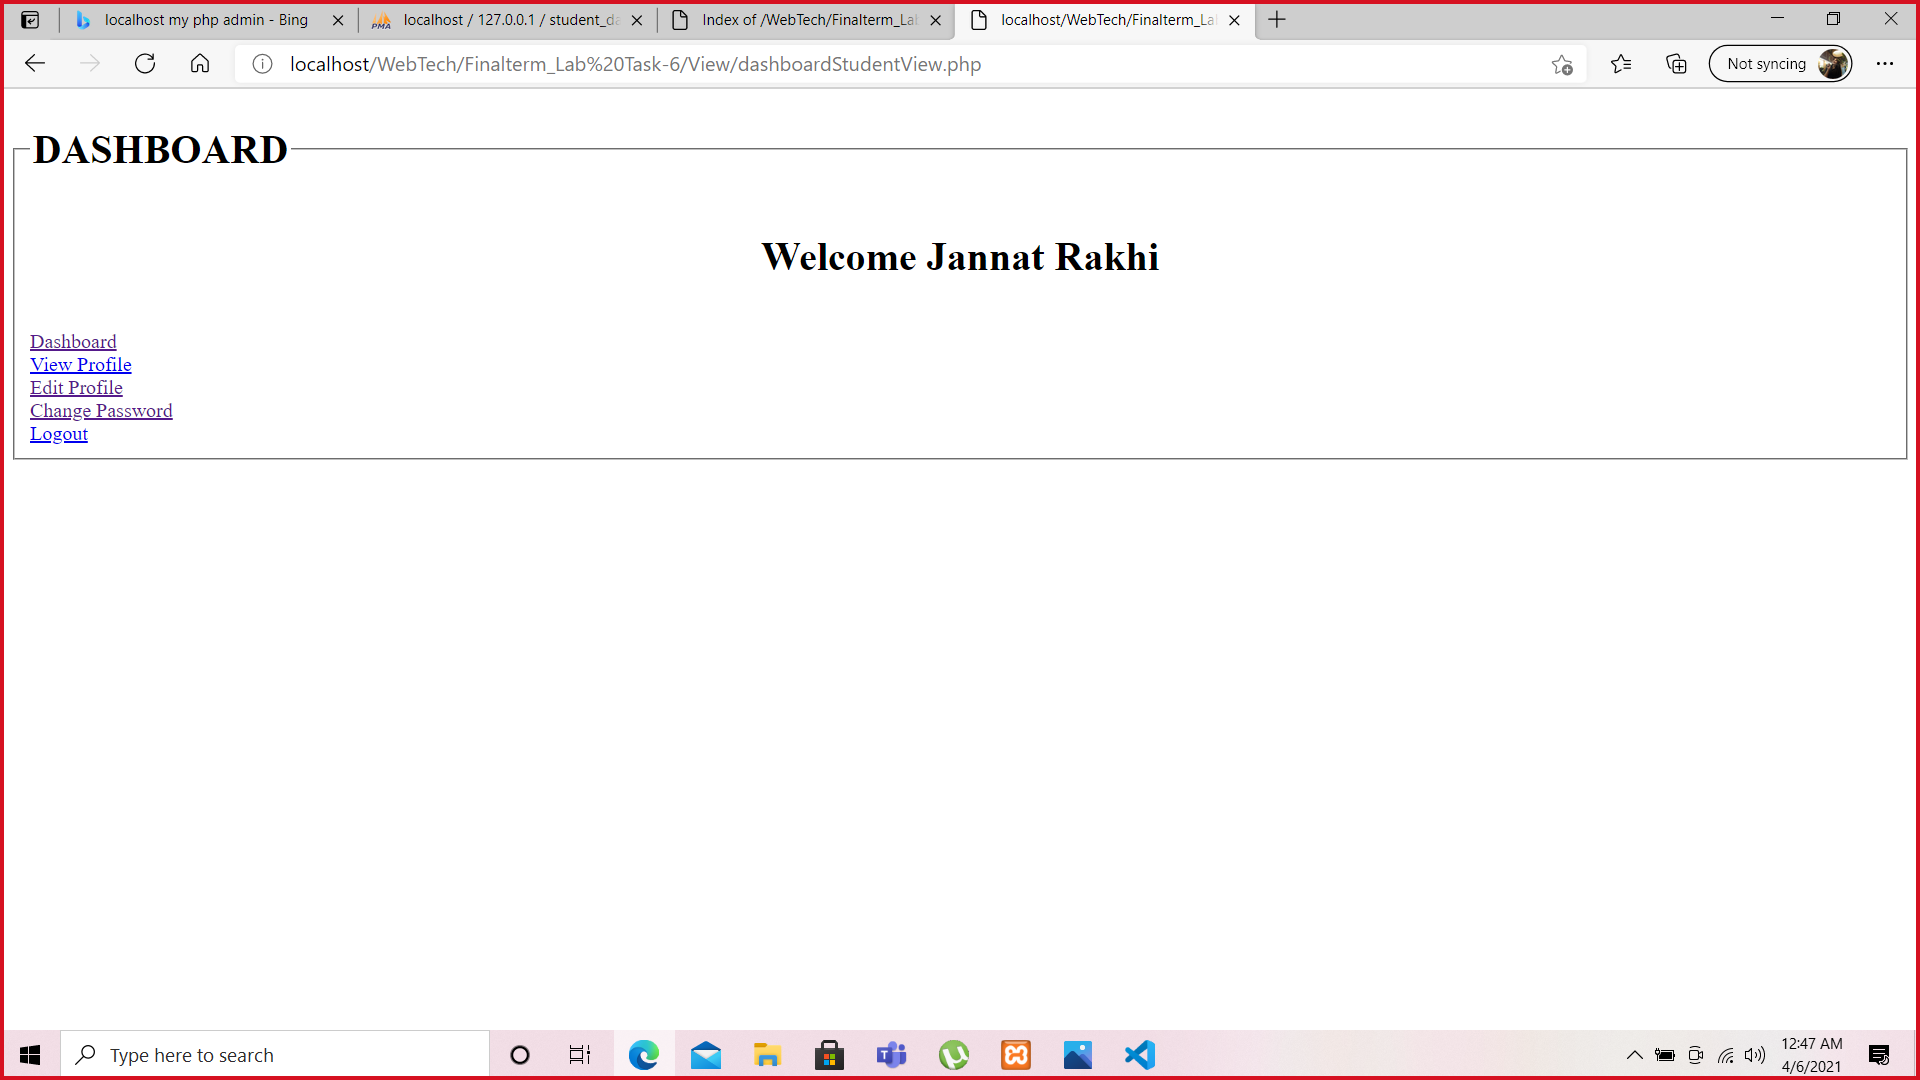 localhost my php admin - Bing
localhost / 127.0.0.1 / student_da
Index of /WebTech/Finalterm_Lab
localhost/WebTech/Finalterm_La
localhost/WebTech/Finalterm_Lab%20Task-6/View/dashboardStudentView.php
Not syncing
DASHBOARD
Welcome Jannat Rakhi
Dashboard
View Profile
Edit Profile
Change Password
Logout
Type here to search
12:47 AM
4/6/2021